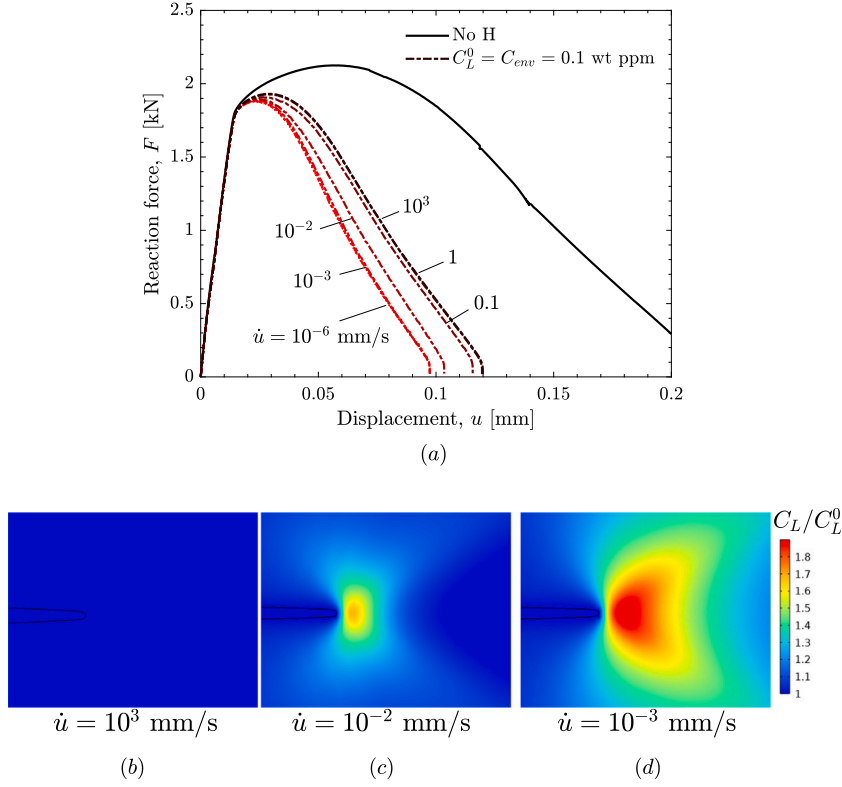 2.5
2
1.5
1
0.5
0
Reaction force, F [kN]
No H
C_L^0 = C_env = 0.1 wt ppm
10^3
10^-2
1
10^-3
0.1
u̇ = 10^-6 mm/s
0 0.05 0.1 0.15 0.2
Displacement, u [mm]
(a)
C_L/C_L^0
1.8
1.7
1.6
1.5
1.4
1.3
1.2
1.1
1
u̇ = 10^3 mm/s u̇ = 10^-2 mm/s u̇ = 10^-3 mm/s
(b) (c) (d)